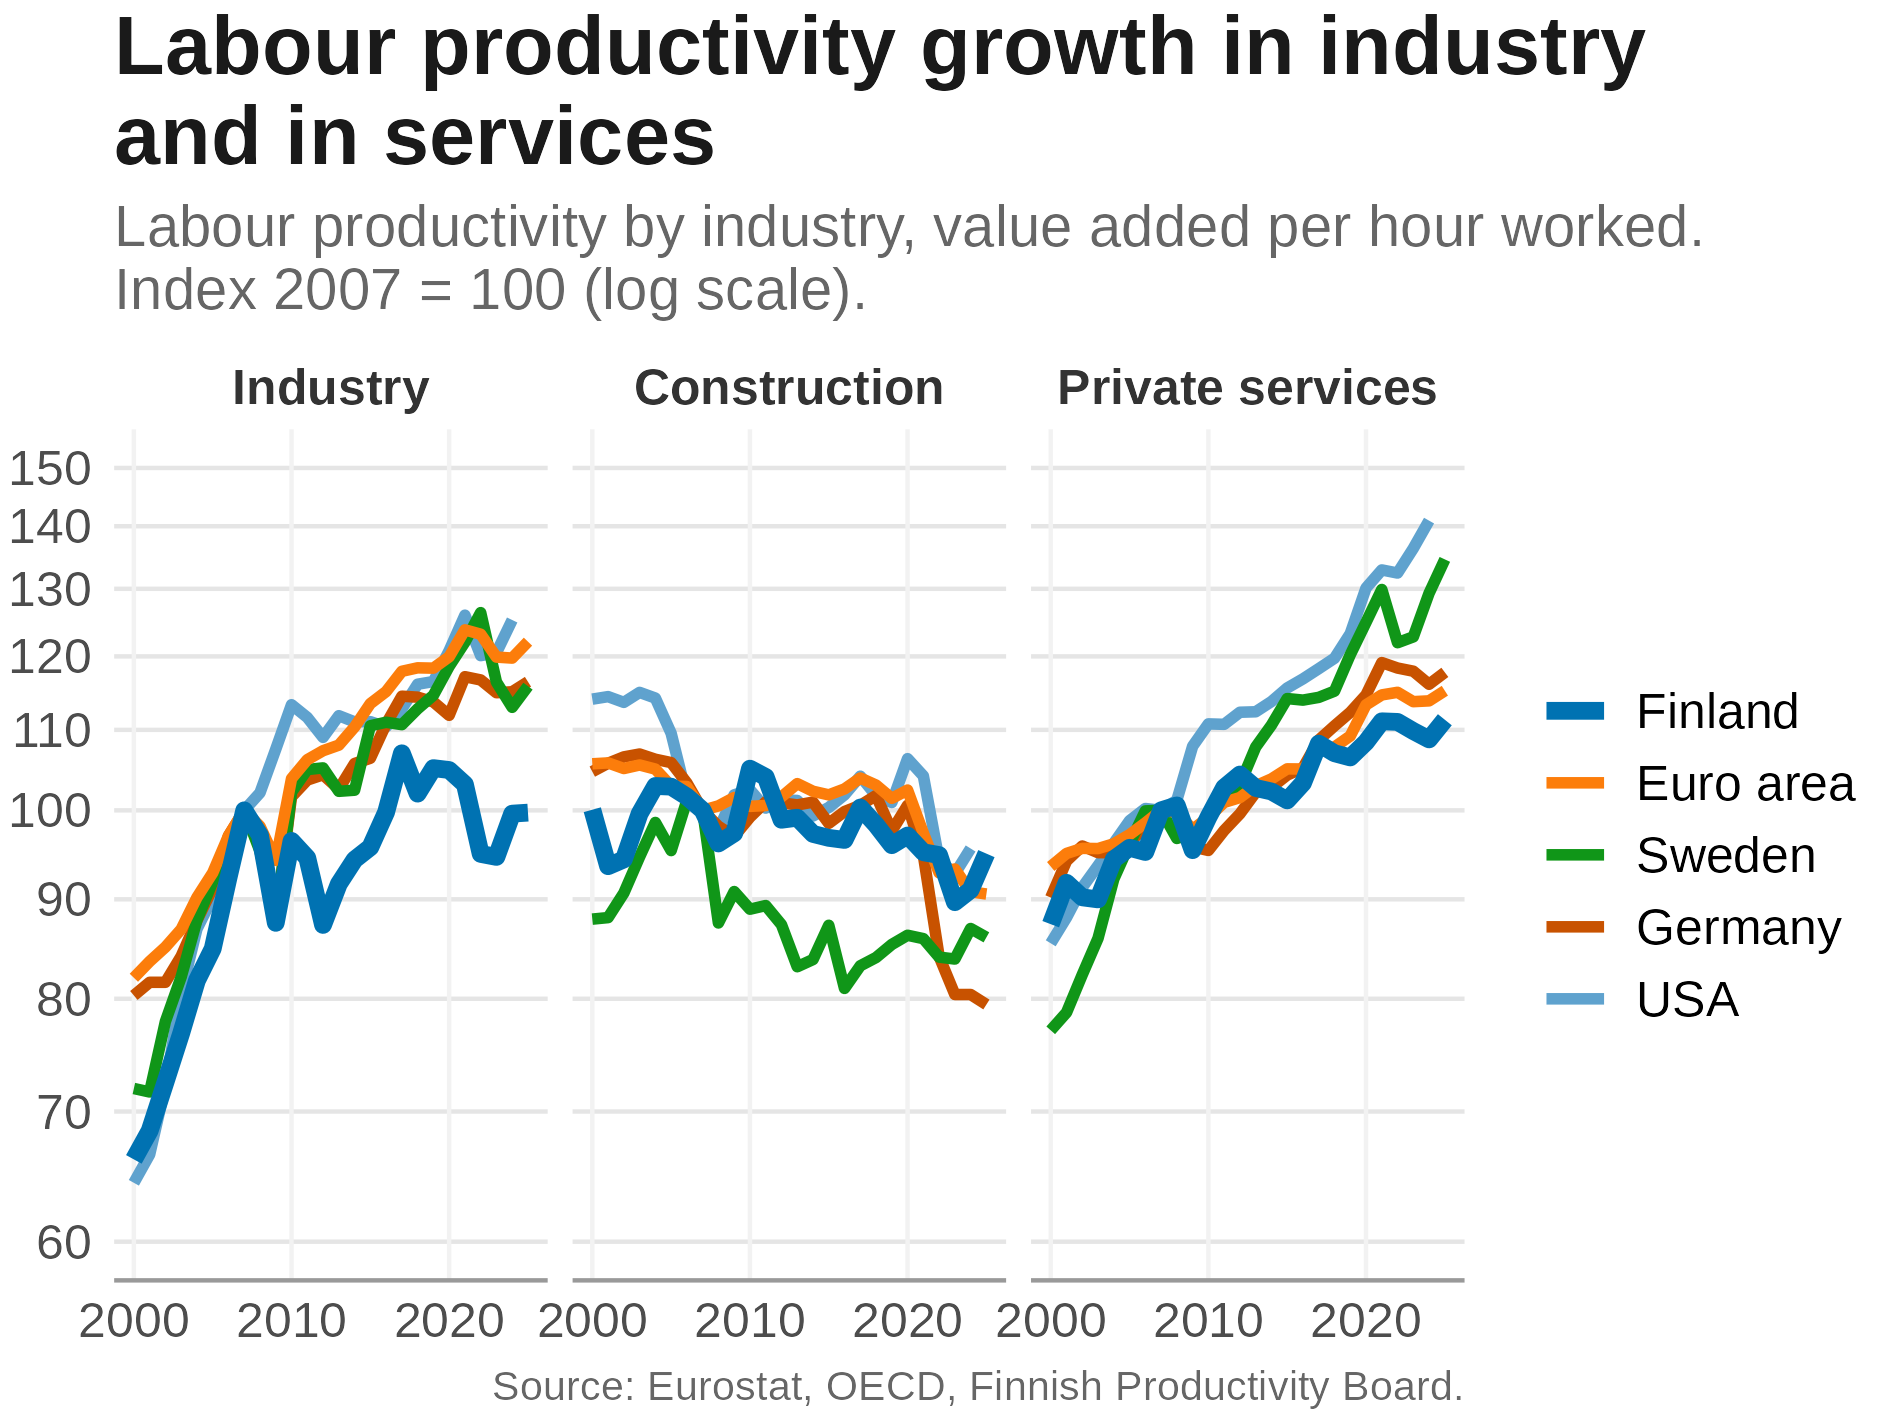 Labour productivity growth in industry
and in services
Labour productivity by industry, value added per hour worked.
Index 2007 = 100 (log scale).
Industry
Construction
Private services
150
140
130
120
110
100
90
80
70
60
2000
2010
2020
2000
2010
2020
2000
2010
2020
Finland
Euro area
Sweden
Germany
USA
Source: Eurostat, OECD, Finnish Productivity Board.